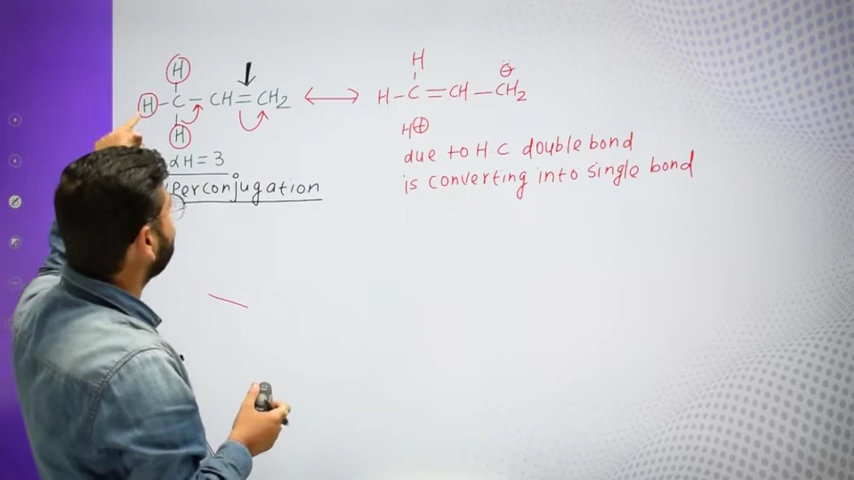 H
H - C = CH = CH2 ⟷ H - C = CH - CH2
H
H⊕
⊖
H
αH = 3
Perconjugation
due to H.C double bond
is converting into single bond